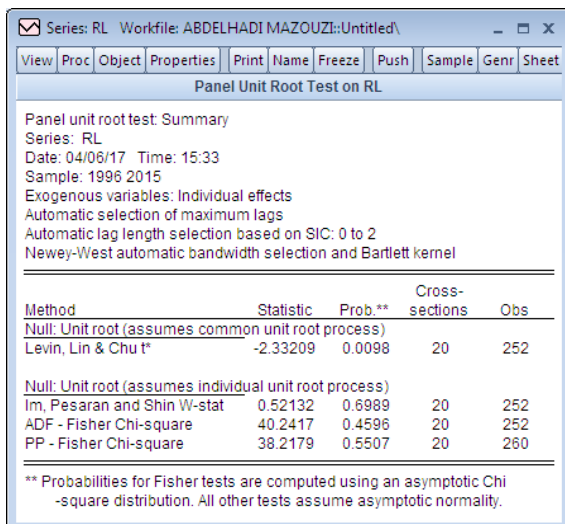 Series: RL Workfile: ABDELHADI MAZOUZI::Untitled\
View Proc Object Properties Print Name Freeze Push Sample Genr Sheet
Panel Unit Root Test on RL
Panel unit root test: Summary
Series: RL
Date: 04/06/17 Time: 15:33
Sample: 1996 2015
Exogenous variables: Individual effects
Automatic selection of maximum lags
Automatic lag length selection based on SIC: 0 to 2
Newey-West automatic bandwidth selection and Bartlett kernel
Cross-
Method Statistic Prob.** sections Obs
Null: Unit root (assumes common unit root process)
Levin, Lin & Chu t* -2.33209 0.0098 20 252
Null: Unit root (assumes individual unit root process)
Im, Pesaran and Shin W-stat 0.52132 0.6989 20 252
ADF - Fisher Chi-square 40.2417 0.4596 20 252
PP - Fisher Chi-square 38.2179 0.5507 20 260
** Probabilities for Fisher tests are computed using an asymptotic Chi
-square distribution. All other tests assume asymptotic normality.